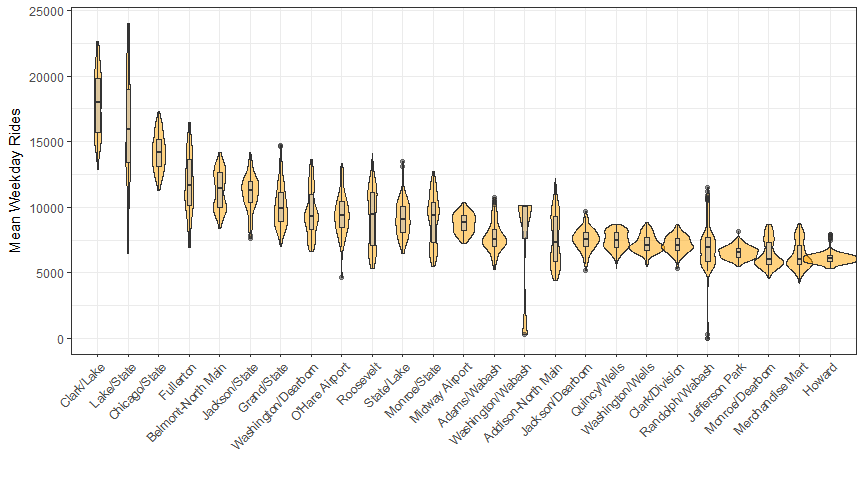 25000
20000
15000
10000
5000
0
Mean Weekday Rides
Clark/Lake
Lake/State
Chicago/State
Fullerton
Belmont-North Main
Jackson/State
Grand/State
Washington/Dearborn
O'Hare Airport
Roosevelt
State/Lake
Monroe/State
Midway Airport
Adams/Wabash
Washington/Wabash
Addison-North Main
Jackson/Dearborn
Quincy/Wells
Washington/Wells
Clark/Division
Randolph/Wabash
Jefferson Park
Monroe/Dearborn
Merchandise Mart
Howard